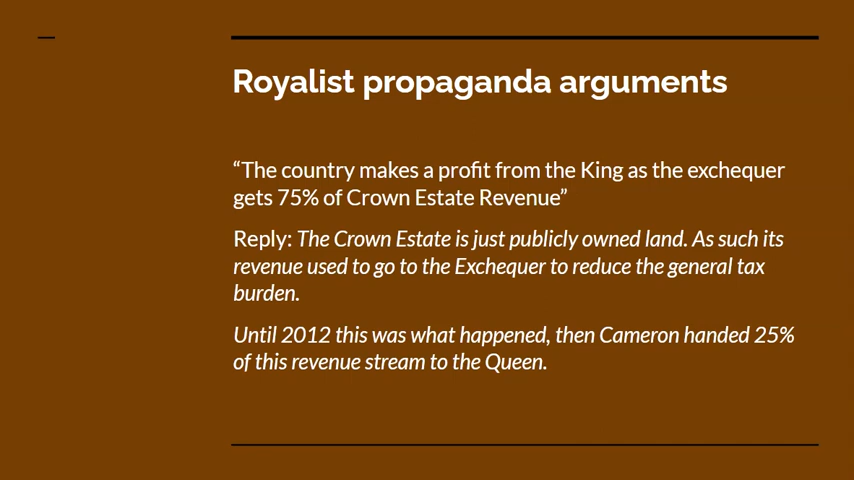 Royalist propaganda arguments
“The country makes a profit from the King as the exchequer
gets 75% of Crown Estate Revenue”
Reply: The Crown Estate is just publicly owned land. As such its
revenue used to go to the Exchequer to reduce the general tax
burden.
Until 2012 this was what happened, then Cameron handed 25%
of this revenue stream to the Queen.